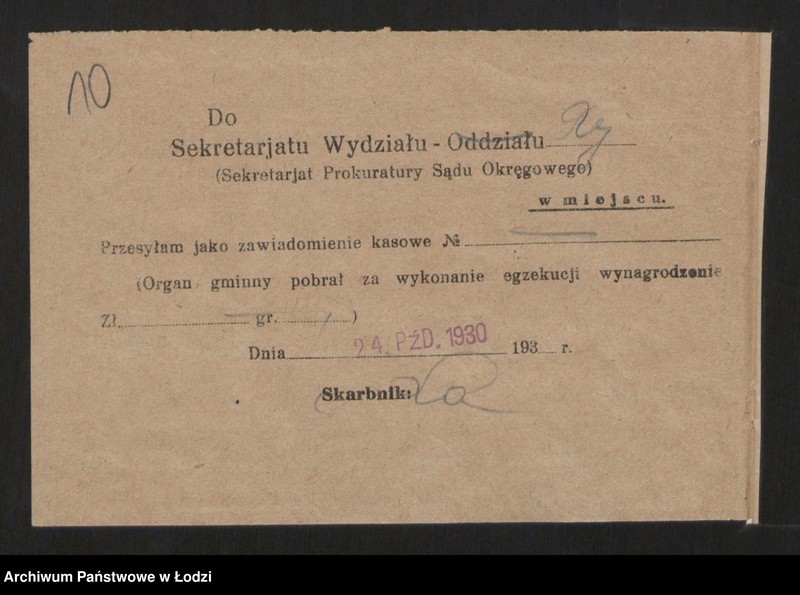 10
Do
Sekretarjatu Wydziału - Oddziału Rej
(Sekretarjat Prokuratury Sądu Okręgowego)
w miejscu.
Przesyłam jako zawiadomienie kasowe №
(Organ gminny pobrał za wykonanie egzekucji wynagrodzenie
Zł. gr. )
Dnia 24. PŹD. 1930 193 r.
Skarbnik:
Archiwum Państwowe w Łodzi